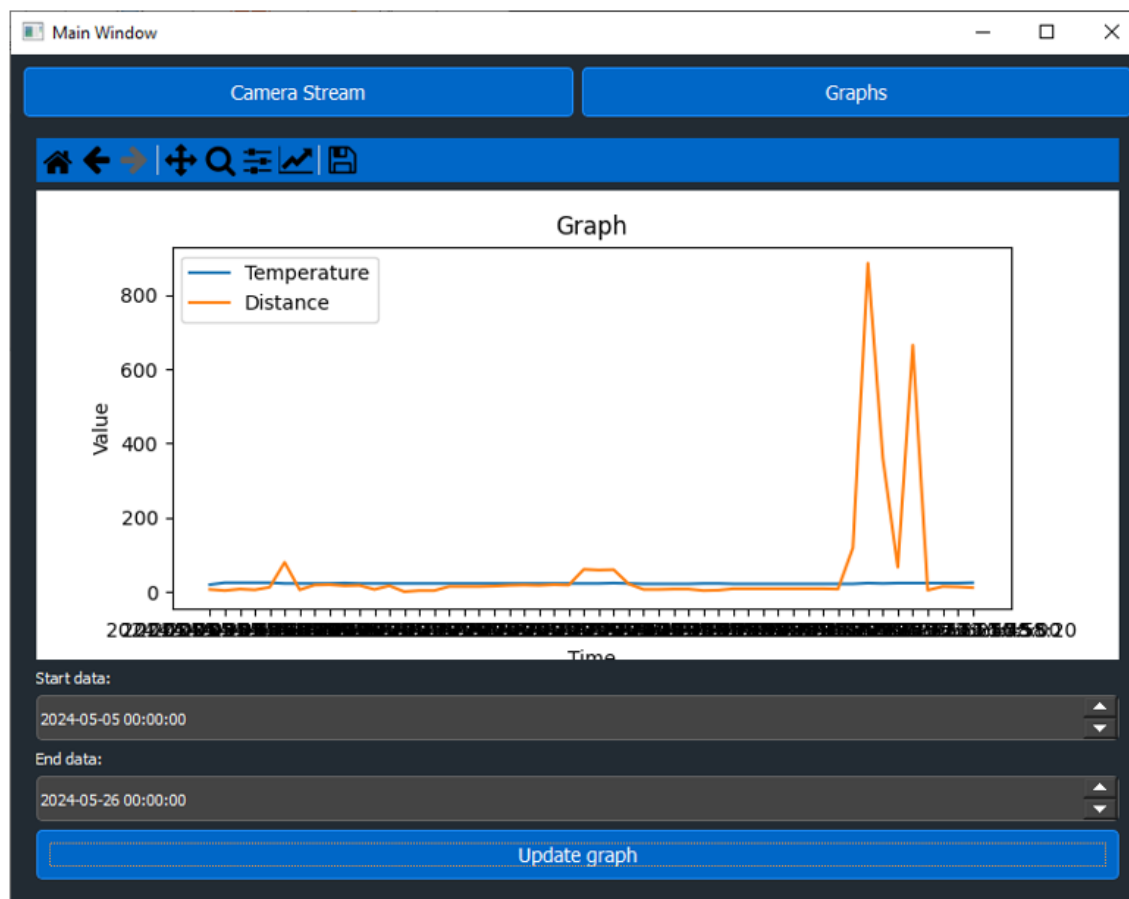 Main Window
Camera Stream
Graphs
Graph
Temperature
Distance
800
600
400
200
0
Value
Time
Start data:
2024-05-05 00:00:00
End data:
2024-05-26 00:00:00
Update graph